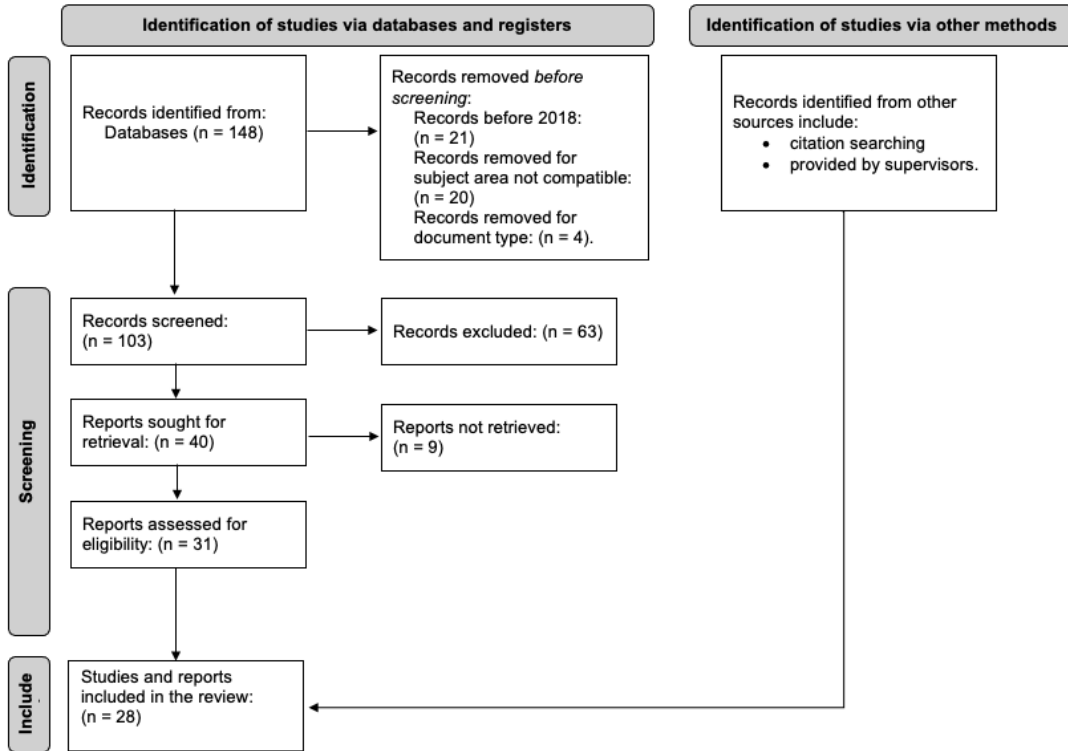 Identification of studies via databases and registers
Identification of studies via other methods
Identification
Records identified from:
Databases (n = 148)
Records removed before
screening:
Records before 2018:
(n = 21)
Records removed for
subject area not compatible:
(n = 20)
Records removed for
document type: (n = 4).
Records identified from other
sources include:
• citation searching
• provided by supervisors.
Screening
Records screened:
(n = 103)
Records excluded: (n = 63)
Reports sought for
retrieval: (n = 40)
Reports not retrieved:
(n = 9)
Reports assessed for
eligibility: (n = 31)
Include
Studies and reports
included in the review:
(n = 28)